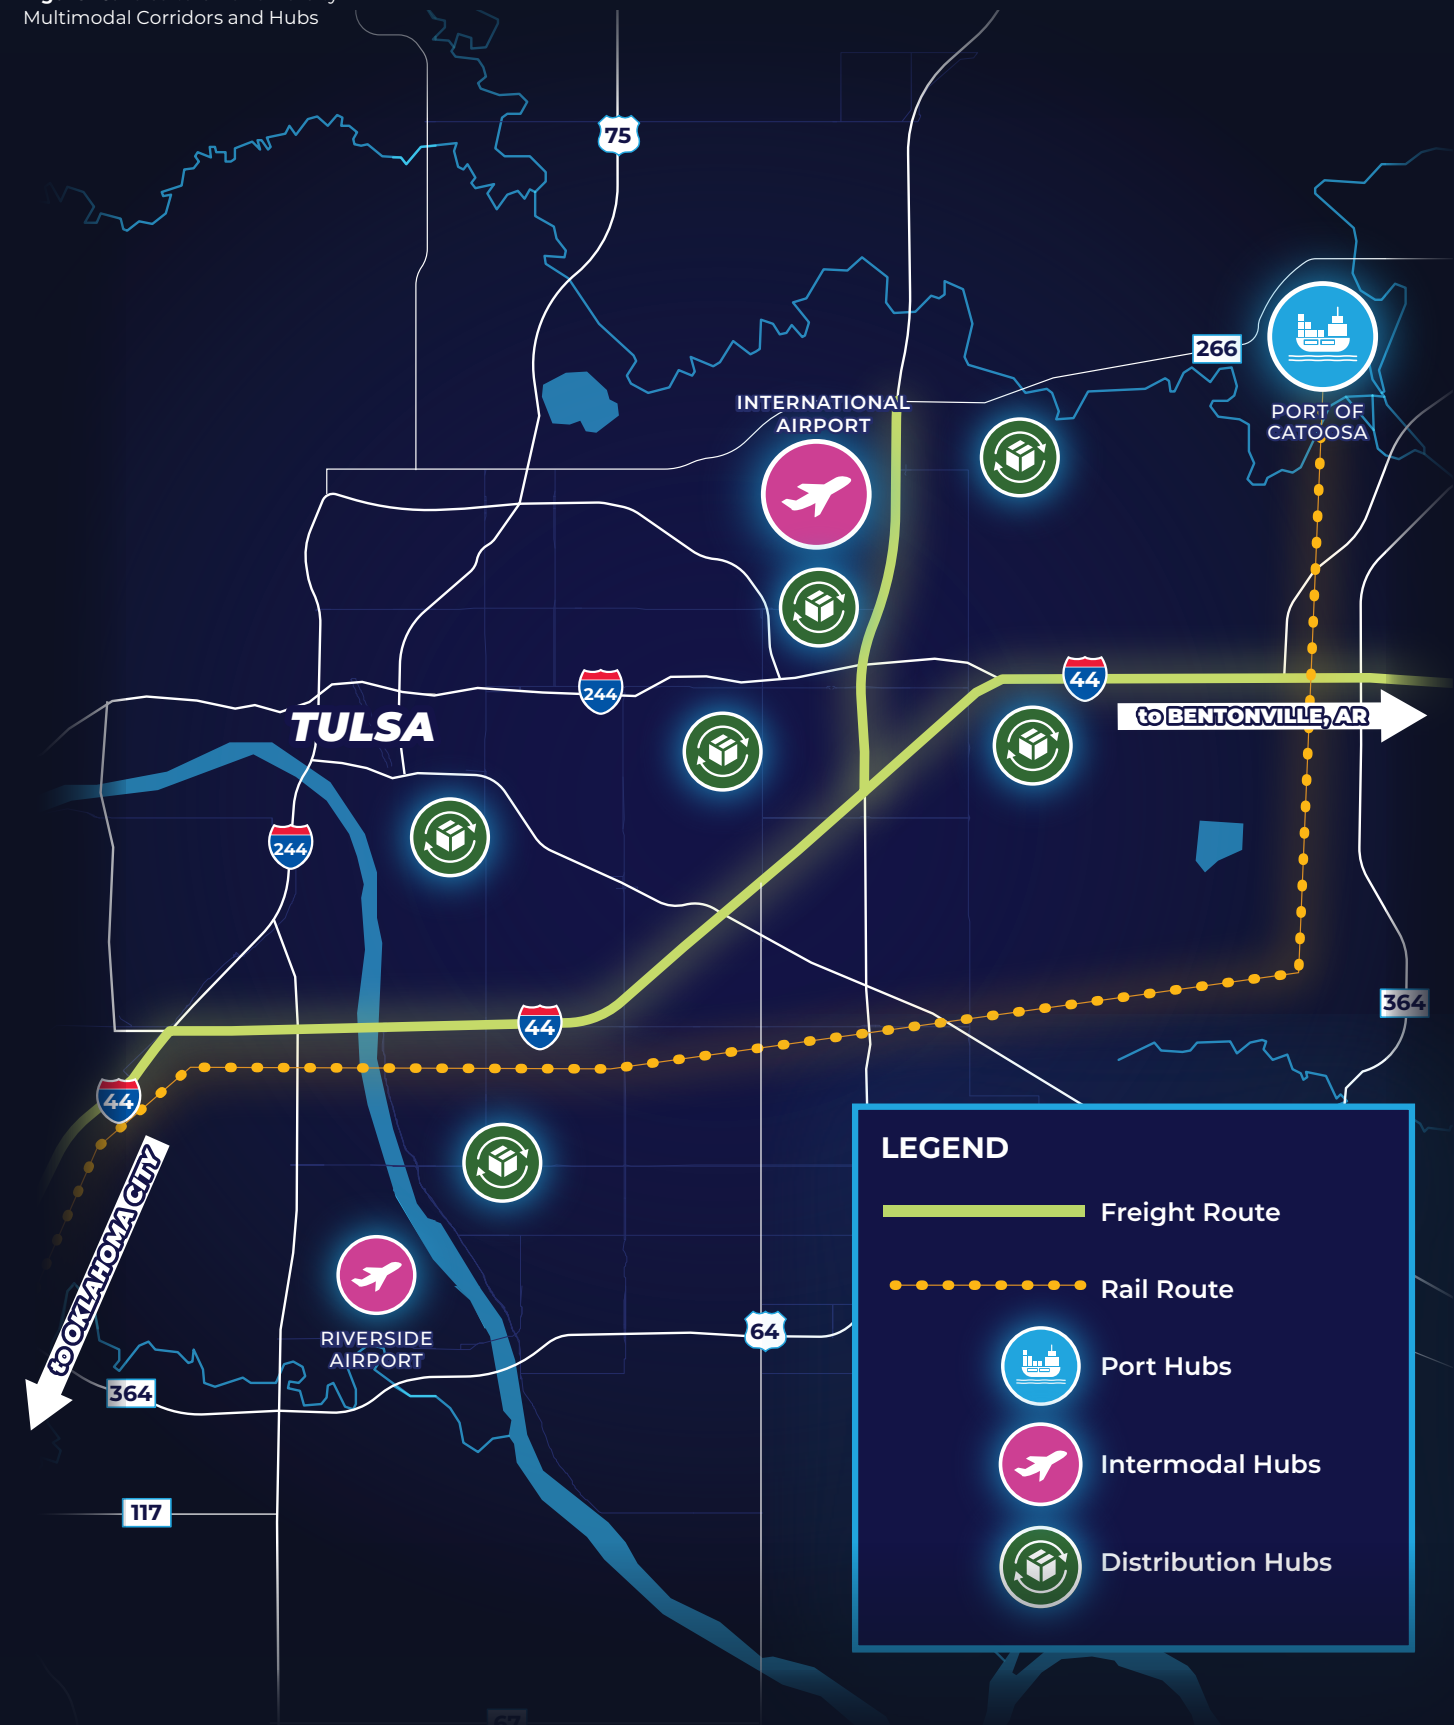 Multimodal Corridors and Hubs
75
266
INTERNATIONAL
AIRPORT
PORT OF
CATOOSA
244
44
to BENTONVILLE, AR
TULSA
244
364
44
44
to OKLAHOMA CITY
RIVERSIDE
AIRPORT
64
364
117
67
LEGEND
Freight Route
Rail Route
Port Hubs
Intermodal Hubs
Distribution Hubs